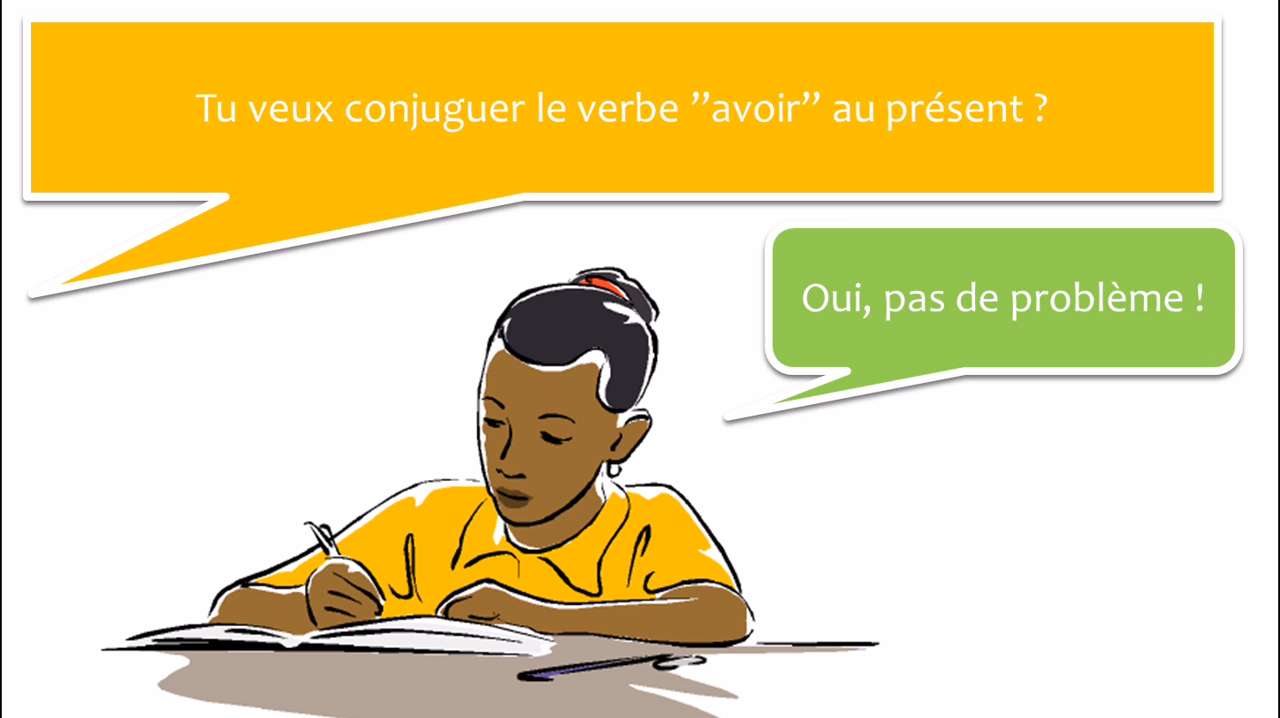 Tu veux conjuguer le verbe ”avoir” au présent ?
Oui, pas de problème !